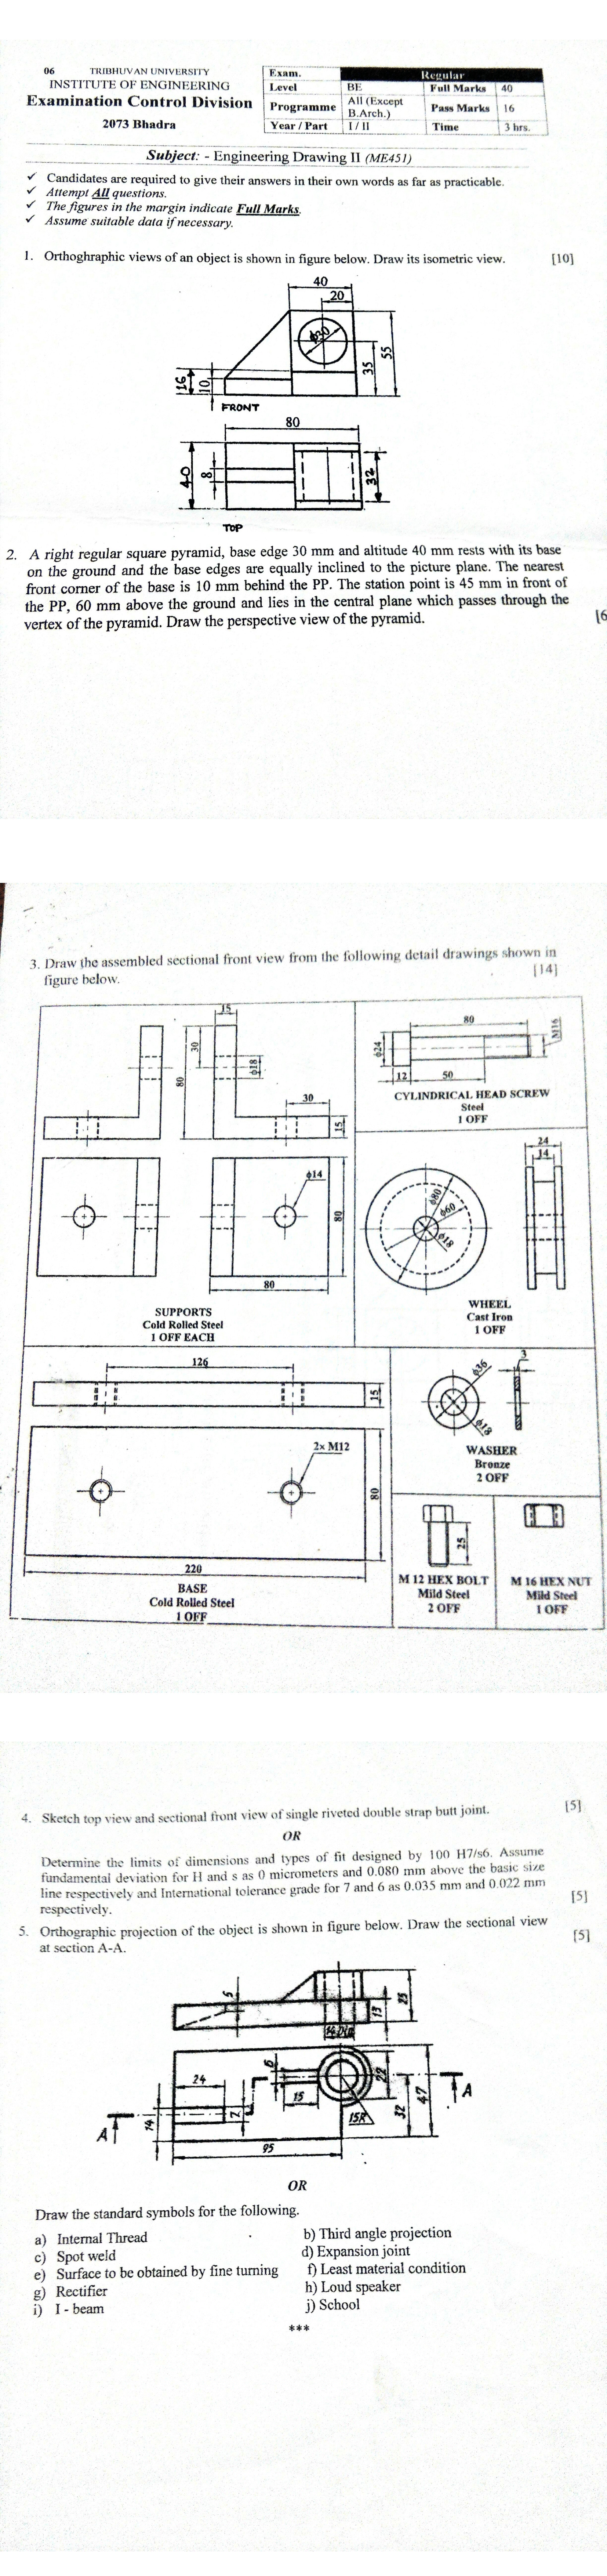 06 TRIBHUVAN UNIVERSITY
INSTITUTE OF ENGINEERING
Examination Control Division
2073 Bhadra
Exam. Regular
Level BE Full Marks 40
Programme All (Except B.Arch.) Pass Marks 16
Year / Part I / II Time 3 hrs.
Subject: - Engineering Drawing II (ME451)
✓ Candidates are required to give their answers in their own words as far as practicable.
✓ Attempt All questions.
✓ The figures in the margin indicate Full Marks.
✓ Assume suitable data if necessary.
1. Orthoghraphic views of an object is shown in figure below. Draw its isometric view. [10]
40
20
ϕ30
35
55
16
10
FRONT
80
40
8
32
TOP
2. A right regular square pyramid, base edge 30 mm and altitude 40 mm rests with its base
on the ground and the base edges are equally inclined to the picture plane. The nearest
front corner of the base is 10 mm behind the PP. The station point is 45 mm in front of
the PP, 60 mm above the ground and lies in the central plane which passes through the
vertex of the pyramid. Draw the perspective view of the pyramid. [6
3. Draw the assembled sectional front view from the following detail drawings shown in
figure below. [14]
15
30
80
ϕ18
30
15
ϕ14
80
80
SUPPORTS
Cold Rolled Steel
1 OFF EACH
80
ϕ24
M16
12 50
CYLINDRICAL HEAD SCREW
Steel
1 OFF
24
14
ϕ80
ϕ60
ϕ18
WHEEL
Cast Iron
1 OFF
126
15
2x M12
80
220
BASE
Cold Rolled Steel
1 OFF
3
ϕ36
ϕ18
WASHER
Bronze
2 OFF
25
M 12 HEX BOLT
Mild Steel
2 OFF
M 16 HEX NUT
Mild Steel
1 OFF
4. Sketch top view and sectional front view of single riveted double strap butt joint. [5]
OR
Determine the limits of dimensions and types of fit designed by 100 H7/s6. Assume
fundamental deviation for H and s as 0 micrometers and 0.080 mm above the basic size
line respectively and International tolerance grade for 7 and 6 as 0.035 mm and 0.022 mm
respectively. [5]
5. Orthographic projection of the object is shown in figure below. Draw the sectional view
at section A-A. [5]
5
13
25
14 Dia
24
6
15
22
14
7
15R
32
47
A
A
95
OR
Draw the standard symbols for the following.
a) Internal Thread b) Third angle projection
c) Spot weld d) Expansion joint
e) Surface to be obtained by fine turning f) Least material condition
g) Rectifier h) Loud speaker
i) I - beam j) School
***